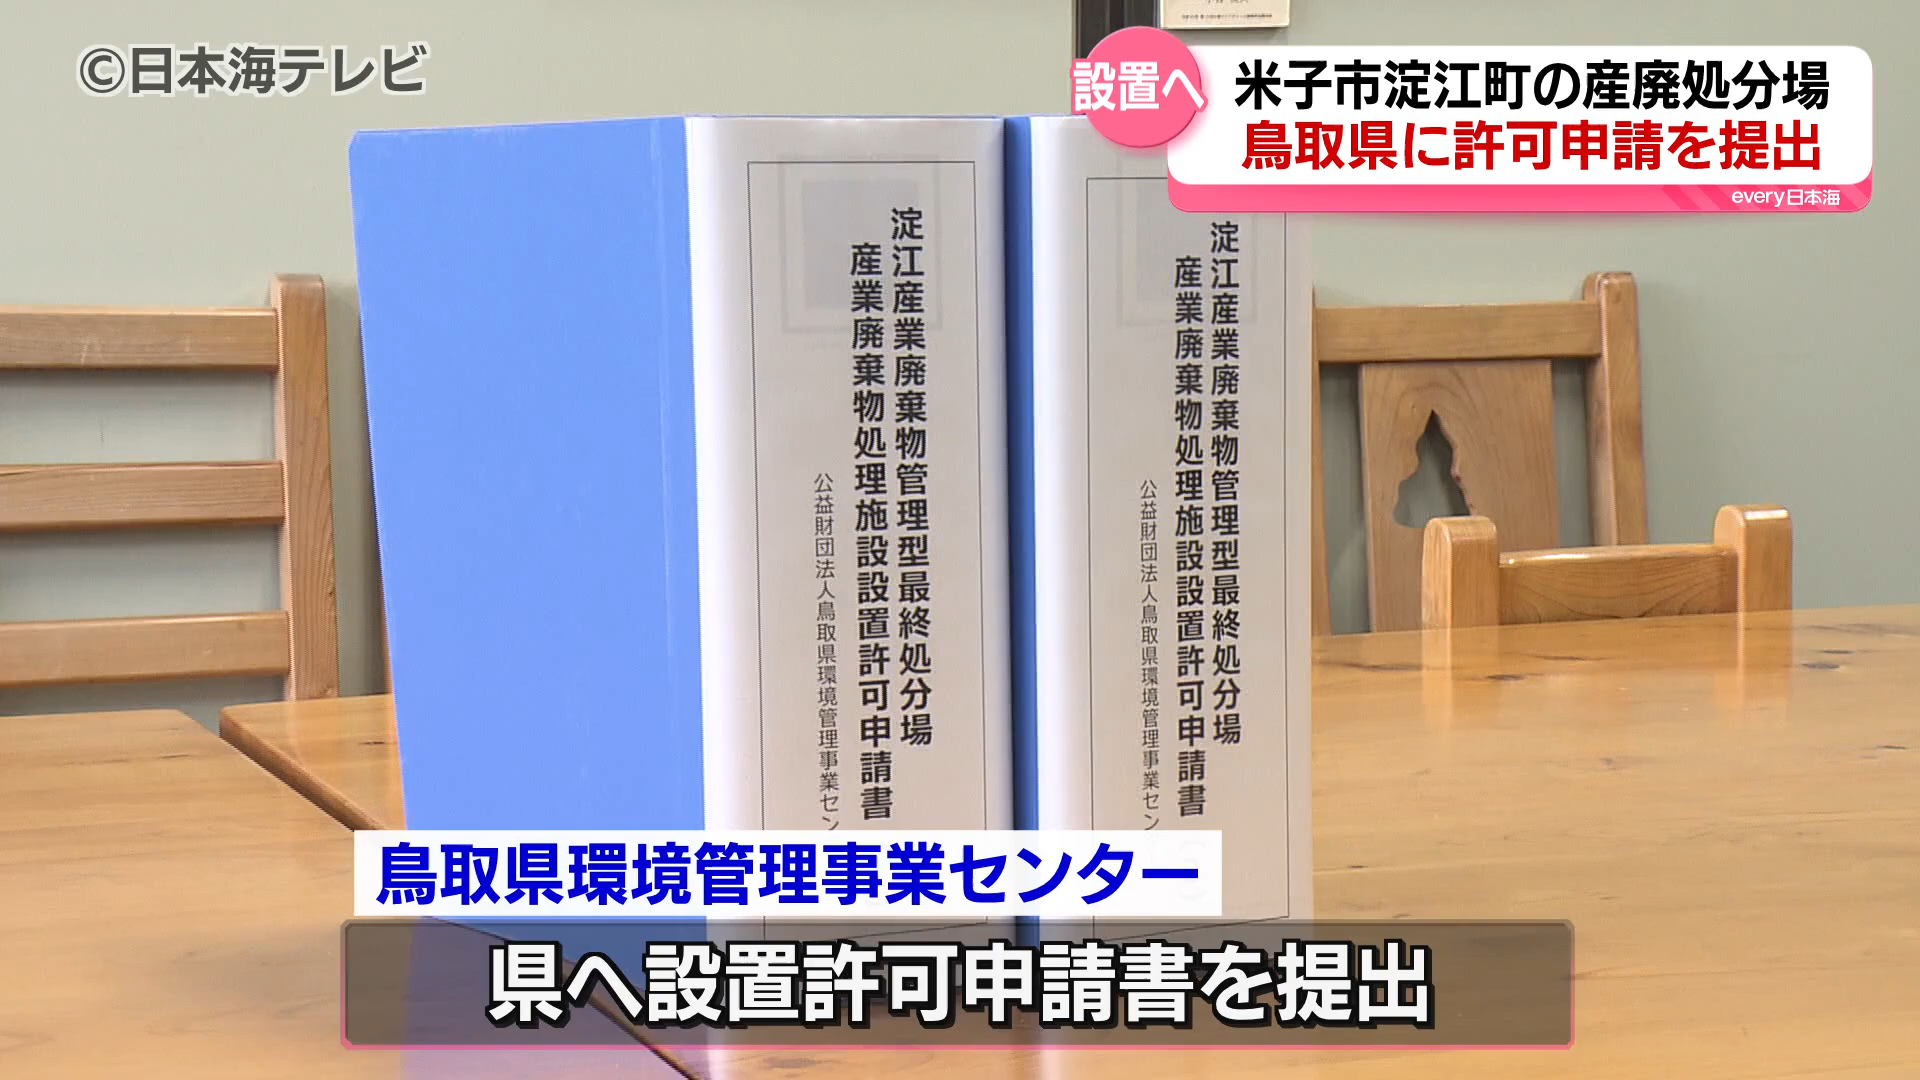 ©日本海テレビ
設置へ
米子市淀江町の産廃処分場
鳥取県に許可申請を提出
every日本海
淀江産業廃棄物管理型最終処分場
産業廃棄物処理施設設置許可申請書
公益財団法人鳥取県環境管理事業セン
淀江産業廃棄物管理型最終処分場
産業廃棄物処理施設設置許可申請書
公益財団法人鳥取県環境管理事業セン
鳥取県環境管理事業センター
県へ設置許可申請書を提出